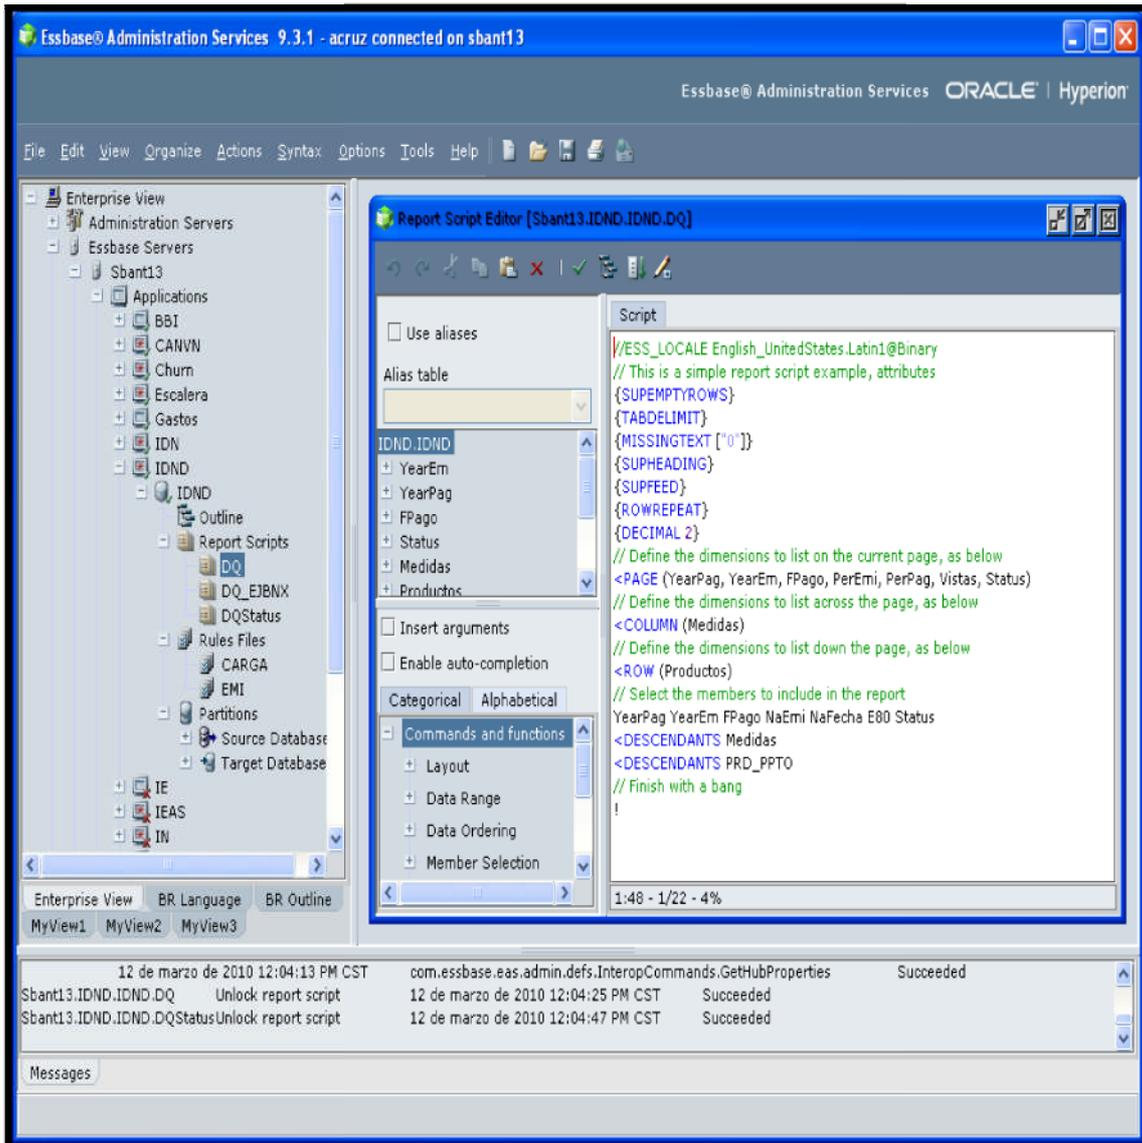 Essbase® Administration Services 9.3.1 - acruz connected on sbant13
Essbase® Administration Services ORACLE | Hyperion
File Edit View Organize Actions Syntax Options Tools Help
Enterprise View
Administration Servers
Essbase Servers
Sbant13
Applications
BBI
CANVN
Churn
Escalera
Gastos
IDN
IDND
IDND
Outline
Report Scripts
DQ
DQ_EJBNX
DQStatus
Rules Files
CARGA
EMI
Partitions
Source Database
Target Database
IE
IEAS
IN
Enterprise View BR Language BR Outline
MyView1 MyView2 MyView3
Report Script Editor [Sbant13.IDND.IDND.DQ]
Use aliases
Alias table
IDND.IDND
YearEm
YearPag
FPago
Status
Medidas
Productos
Insert arguments
Enable auto-completion
Categorical Alphabetical
Commands and functions
Layout
Data Range
Data Ordering
Member Selection
Script
//ESS_LOCALE English_UnitedStates.Latin1@Binary
// This is a simple report script example, attributes
{SUPEMPTYROWS}
{TABDELIMIT}
{MISSINGTEXT ["0"]}
{SUPHEADING}
{SUPFEED}
{ROWREPEAT}
{DECIMAL 2}
// Define the dimensions to list on the current page, as below
<PAGE (YearPag, YearEm, FPago, PerEmi, PerPag, Vistas, Status)
// Define the dimensions to list across the page, as below
<COLUMN (Medidas)
// Define the dimensions to list down the page, as below
<ROW (Productos)
// Select the members to include in the report
YearPag YearEm FPago NaEmi NaFecha E80 Status
<DESCENDANTS Medidas
<DESCENDANTS PRD_PPTO
// Finish with a bang
!
1:48 - 1/22 - 4%
12 de marzo de 2010 12:04:13 PM CST com.essbase.eas.admin.defs.InteropCommands.GetHubProperties Succeeded
Sbant13.IDND.IDND.DQ Unlock report script 12 de marzo de 2010 12:04:25 PM CST Succeeded
Sbant13.IDND.IDND.DQStatus Unlock report script 12 de marzo de 2010 12:04:47 PM CST Succeeded
Messages